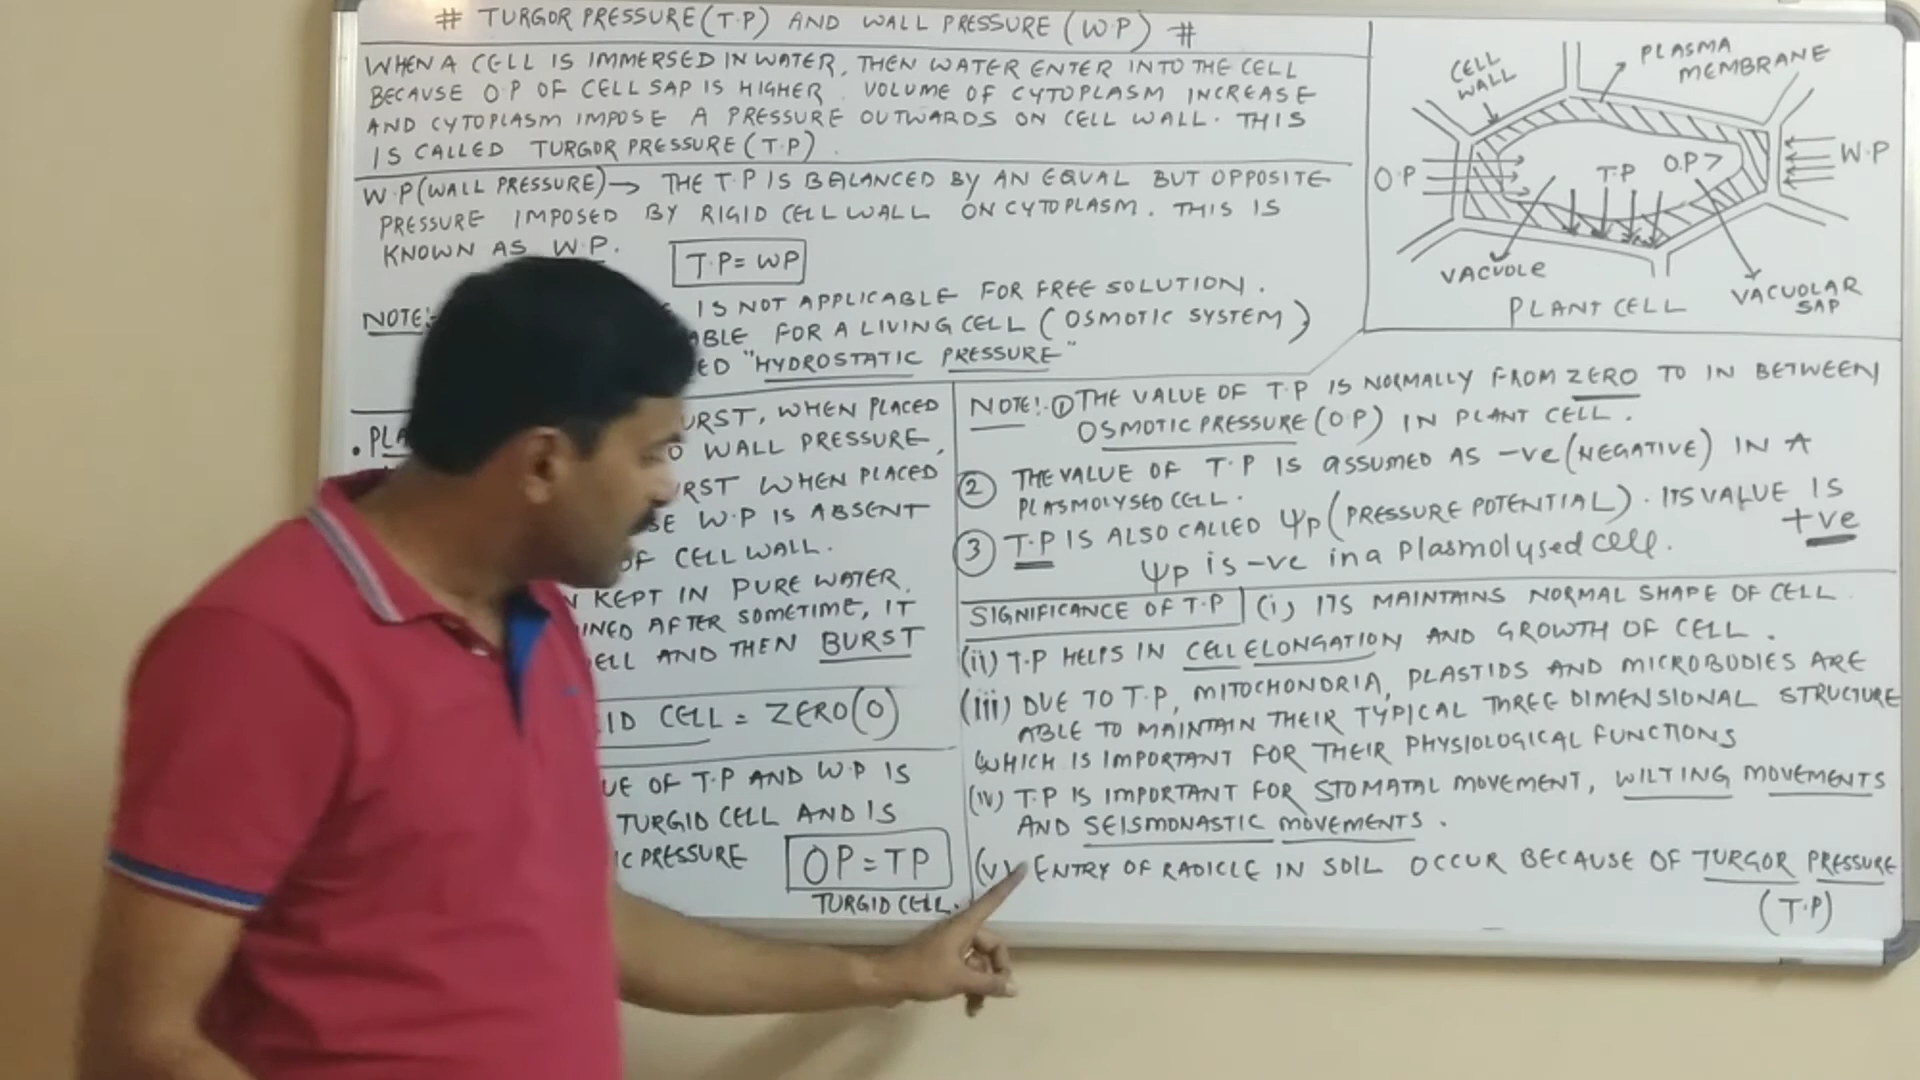 # TURGOR PRESSURE (T.P) AND WALL PRESSURE (W.P) #
WHEN A CELL IS IMMERSED IN WATER, THEN WATER ENTER INTO THE CELL
BECAUSE O.P OF CELL SAP IS HIGHER. VOLUME OF CYTOPLASM INCREASE
AND CYTOPLASM IMPOSE A PRESSURE OUTWARDS ON CELL WALL. THIS
IS CALLED TURGOR PRESSURE (T.P).
W.P (WALL PRESSURE) → THE T.P IS BALANCED BY AN EQUAL BUT OPPOSITE
PRESSURE IMPOSED BY RIGID CELL WALL ON CYTOPLASM. THIS IS
KNOWN AS W.P.
T.P = WP
NOTE:- IS NOT APPLICABLE FOR FREE SOLUTION.
FOR A LIVING CELL (OSMOTIC SYSTEM)
"HYDROSTATIC PRESSURE"
WHEN PLACED
WALL PRESSURE,
WHEN PLACED
W.P IS ABSENT
OF CELL WALL.
KEPT IN PURE WATER.
AFTER SOMETIME, IT
AND THEN BURST
CELL = ZERO (0)
OF T.P AND W.P IS
TURGID CELL AND IS
PRESSURE
OP = TP
TURGID CELL.
CELL
WALL
PLASMA
MEMBRANE
O.P
T.P
O.P >
W.P
VACUOLE
VACUOLAR
SAP
PLANT CELL
NOTE:- ① THE VALUE OF T.P IS NORMALLY FROM ZERO TO IN BETWEEN
OSMOTIC PRESSURE (O.P) IN PLANT CELL.
② THE VALUE OF T.P IS assumed AS -ve (NEGATIVE) IN A
PLASMOLYSED CELL.
③ T.P IS ALSO CALLED Ψp (PRESSURE POTENTIAL). ITS VALUE IS
+ve
Ψp is -ve in a Plasmolysed cell.
SIGNIFICANCE OF T.P (i) ITS MAINTAINS NORMAL SHAPE OF CELL.
(ii) T.P HELPS IN CELL ELONGATION AND GROWTH OF CELL.
(iii) DUE TO T.P, MITOCHONDRIA, PLASTIDS AND MICROBODIES ARE
ABLE TO MAINTAIN THEIR TYPICAL THREE DIMENSIONAL STRUCTURE
WHICH IS IMPORTANT FOR THEIR PHYSIOLOGICAL FUNCTIONS
(iv) T.P IS IMPORTANT FOR STOMATAL MOVEMENT, WILTING MOVEMENTS
AND SEISMONASTIC MOVEMENTS.
(v) ENTRY OF RADICLE IN SOIL OCCUR BECAUSE OF TURGOR PRESSURE
(T.P)